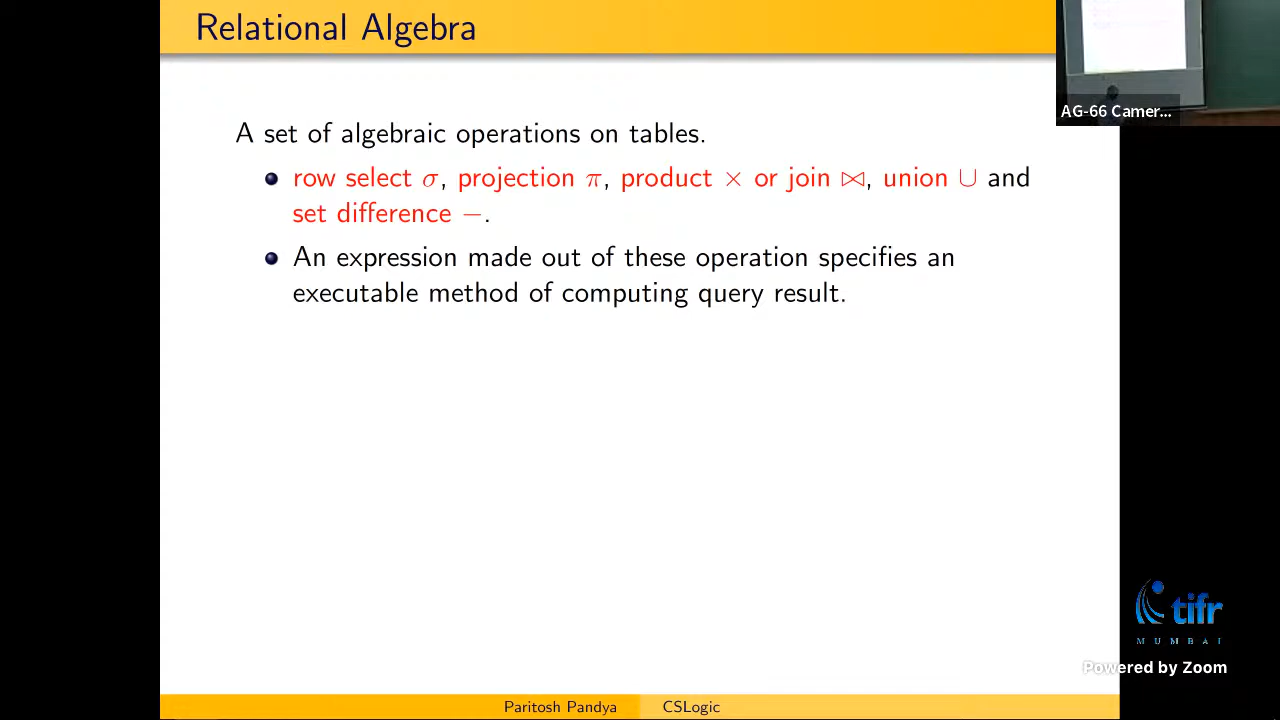 Relational Algebra
AG-66 Camer...
A set of algebraic operations on tables.
row select σ, projection π, product × or join ⋈, union ∪ and
set difference −.
An expression made out of these operation specifies an
executable method of computing query result.
tifr
MUMBAI
Powered by Zoom
Paritosh Pandya CSLogic